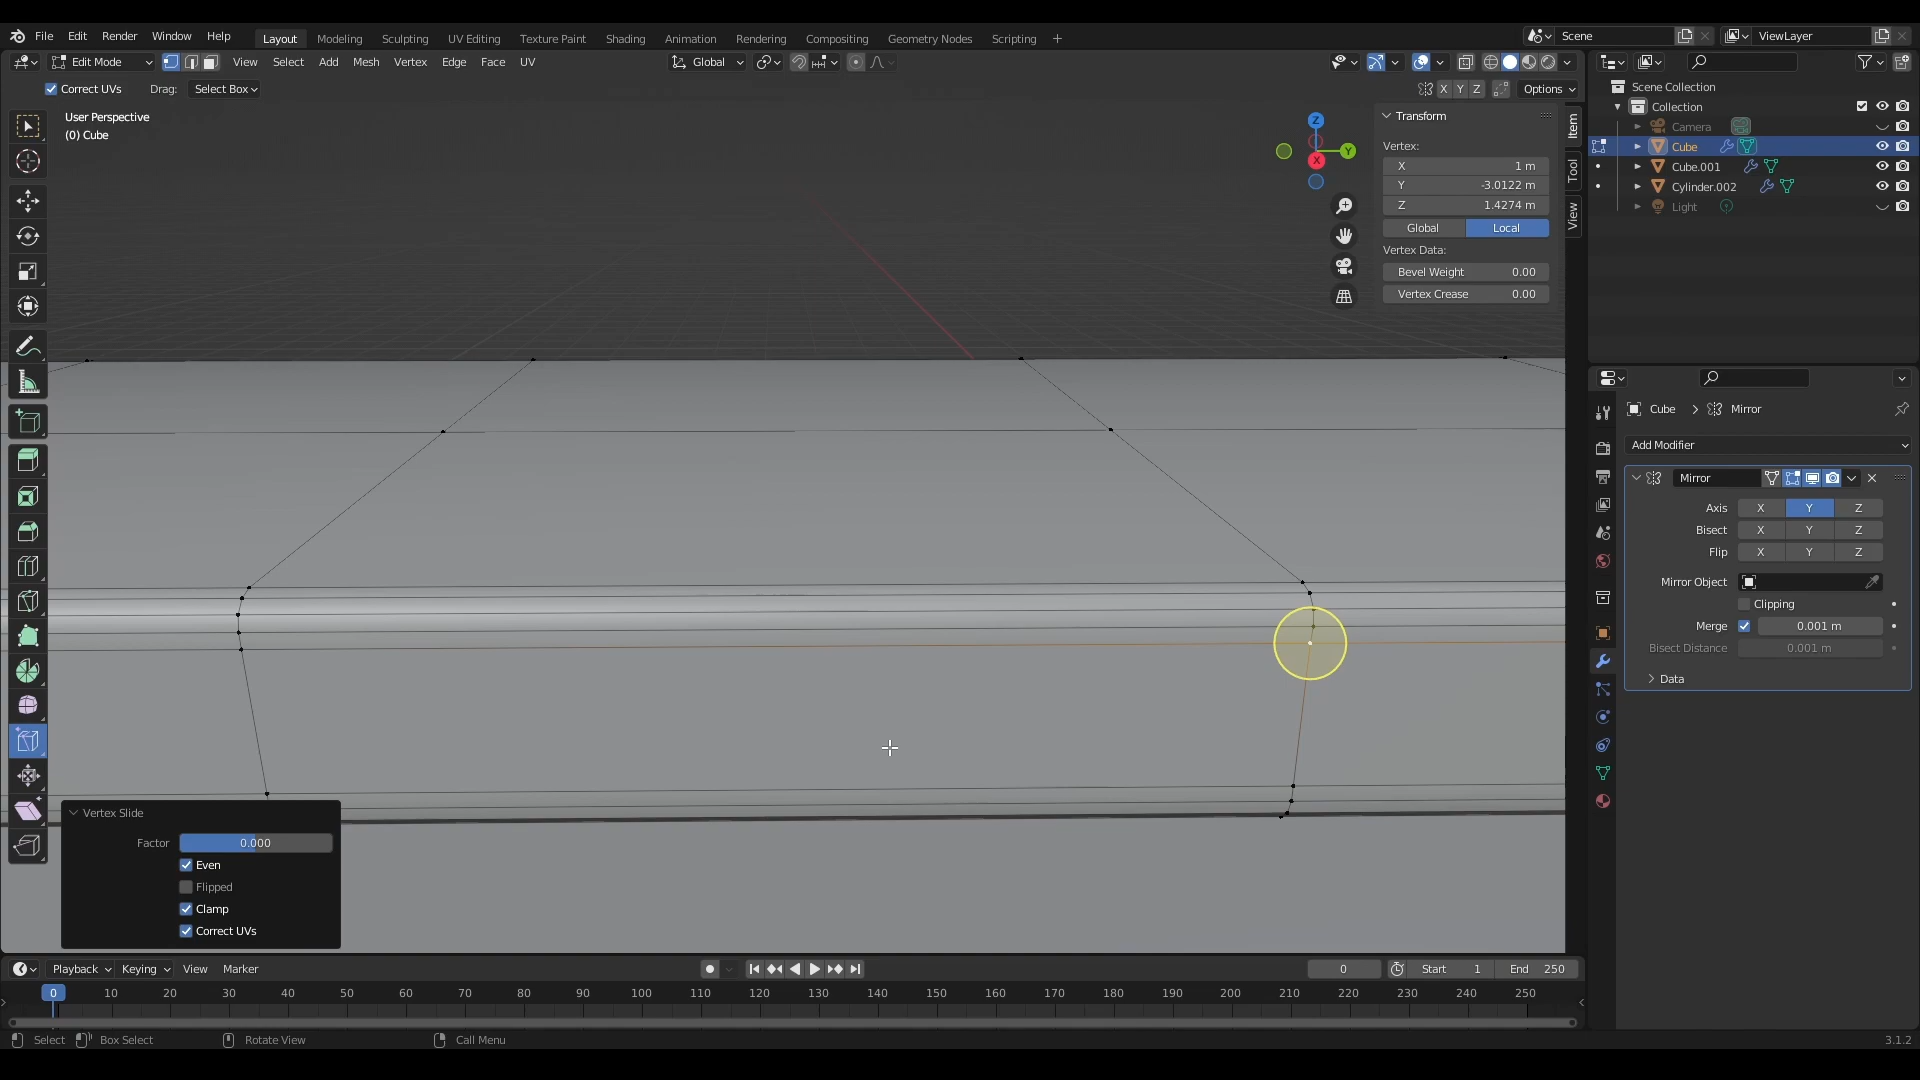 File Edit Render Window Help Layout Modeling Sculpting UV Editing Texture Paint Shading Animation Rendering Compositing Geometry Nodes Scripting + Scene ViewLayer
Edit Mode View Select Add Mesh Vertex Edge Face UV Global
Correct UVs Drag: Select Box X Y Z Options
User Perspective
(0) Cube
Z
Y
X
Transform
Vertex:
X 1 m
Y -3.0122 m
Z 1.4274 m
Global Local
Vertex Data:
Bevel Weight 0.00
Vertex Crease 0.00
Item
Tool
View
Scene Collection
Collection
Camera
Cube
Cube.001
Cylinder.002
Light
Cube > Mirror
Add Modifier
Mirror
Axis X Y Z
Bisect X Y Z
Flip X Y Z
Mirror Object
Clipping
Merge 0.001 m
Bisect Distance 0.001 m
Data
Vertex Slide
Factor 0.000
Even
Flipped
Clamp
Correct UVs
Playback Keying View Marker 0 Start 1 End 250
0 10 20 30 40 50 60 70 80 90 100 110 120 130 140 150 160 170 180 190 200 210 220 230 240 250
Select Box Select Rotate View Call Menu 3.1.2